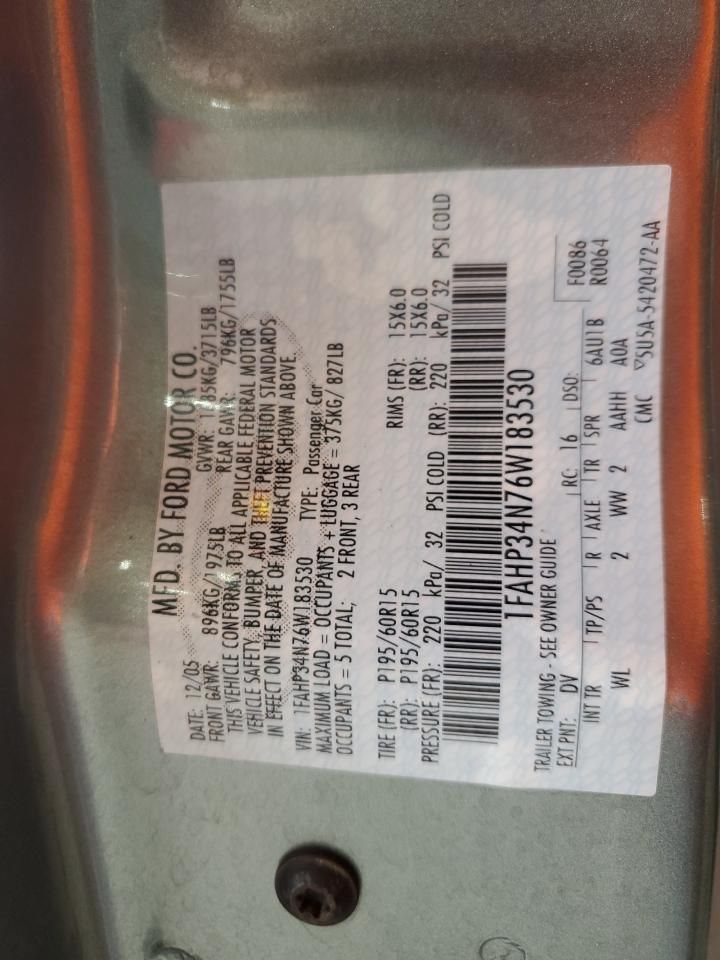 MFD. BY FORD MOTOR CO.
DATE: 12/05 GVWR: 1685KG/3715LB
FRONT GAWR: 896KG/1975LB REAR GAWR: 796KG/1755LB
THIS VEHICLE CONFORMS TO ALL APPLICABLE FEDERAL MOTOR
VEHICLE SAFETY, BUMPER, AND THEFT PREVENTION STANDARDS
IN EFFECT ON THE DATE OF MANUFACTURE SHOWN ABOVE.
VIN: 1FAHP34N76W183530 TYPE: Passenger Car
MAXIMUM LOAD = OCCUPANTS + LUGGAGE = 375KG/ 827LB
OCCUPANTS = 5 TOTAL; 2 FRONT, 3 REAR
TIRE (FR): P195/60R15 RIMS (FR): 15X6.0
(RR): P195/60R15 (RR): 15X6.0
PRESSURE (FR): 220 kPa/ 32 PSI COLD (RR): 220 kPa/ 32 PSI COLD
1FAHP34N76W183530
TRAILER TOWING - SEE OWNER GUIDE F0086
EXT PNT: DV RC: 16 DSO: R0064
INT TR TP/PS R AXLE TR SPR 6AU1B
WL 2 WW 2 AAHH A0A
CMC ▽5U5A-5420472-AA